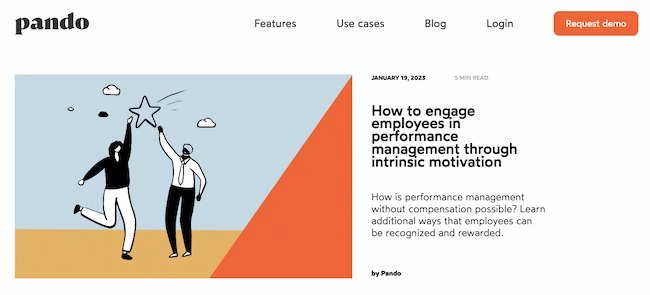 pando
Features
Use cases
Blog
Login
Request demo
JANUARY 19, 2023
5 MIN READ
How to engage
employees in
performance
management through
intrinsic motivation
How is performance management
without compensation possible? Learn
additional ways that employees can
be recognized and rewarded.
by Pando